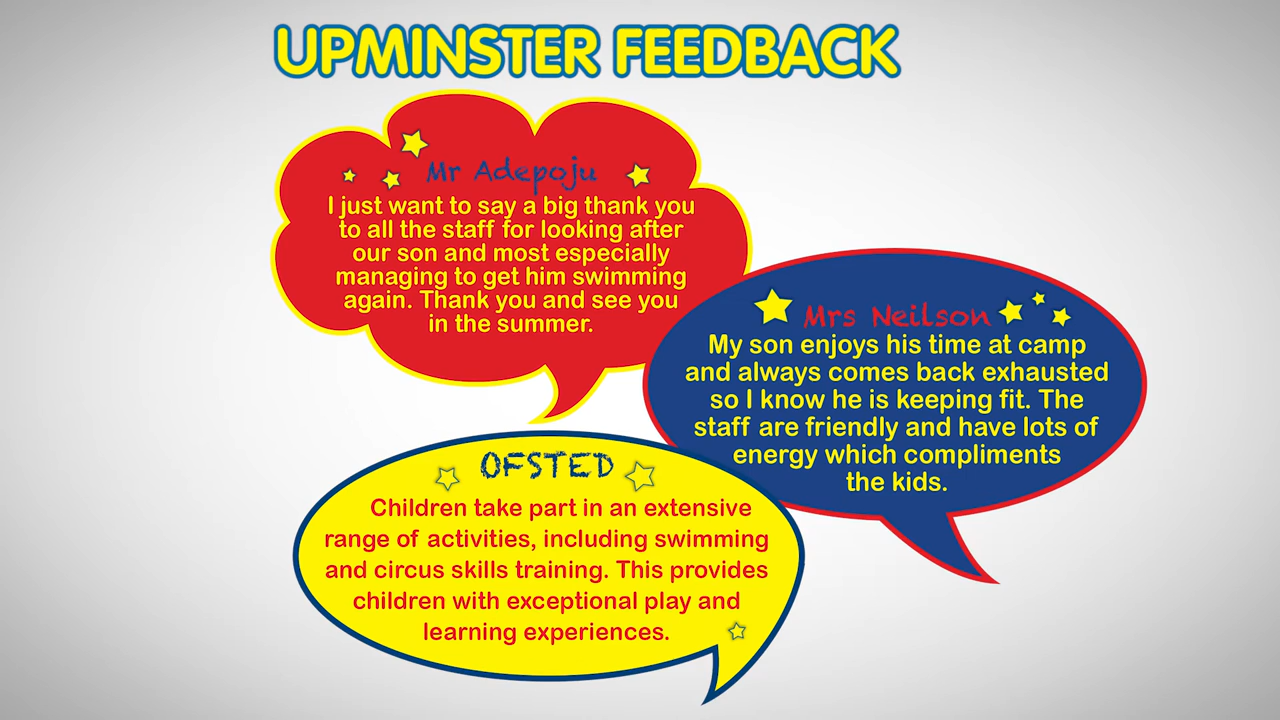 UPMINSTER FEEDBACK
Mr Adepoju
I just want to say a big thank you
to all the staff for looking after
our son and most especially
managing to get him swimming
again. Thank you and see you
in the summer.
Mrs Neilson
My son enjoys his time at camp
and always comes back exhausted
so I know he is keeping fit. The
staff are friendly and have lots of
energy which compliments
the kids.
OFSTED
Children take part in an extensive
range of activities, including swimming
and circus skills training. This provides
children with exceptional play and
learning experiences.